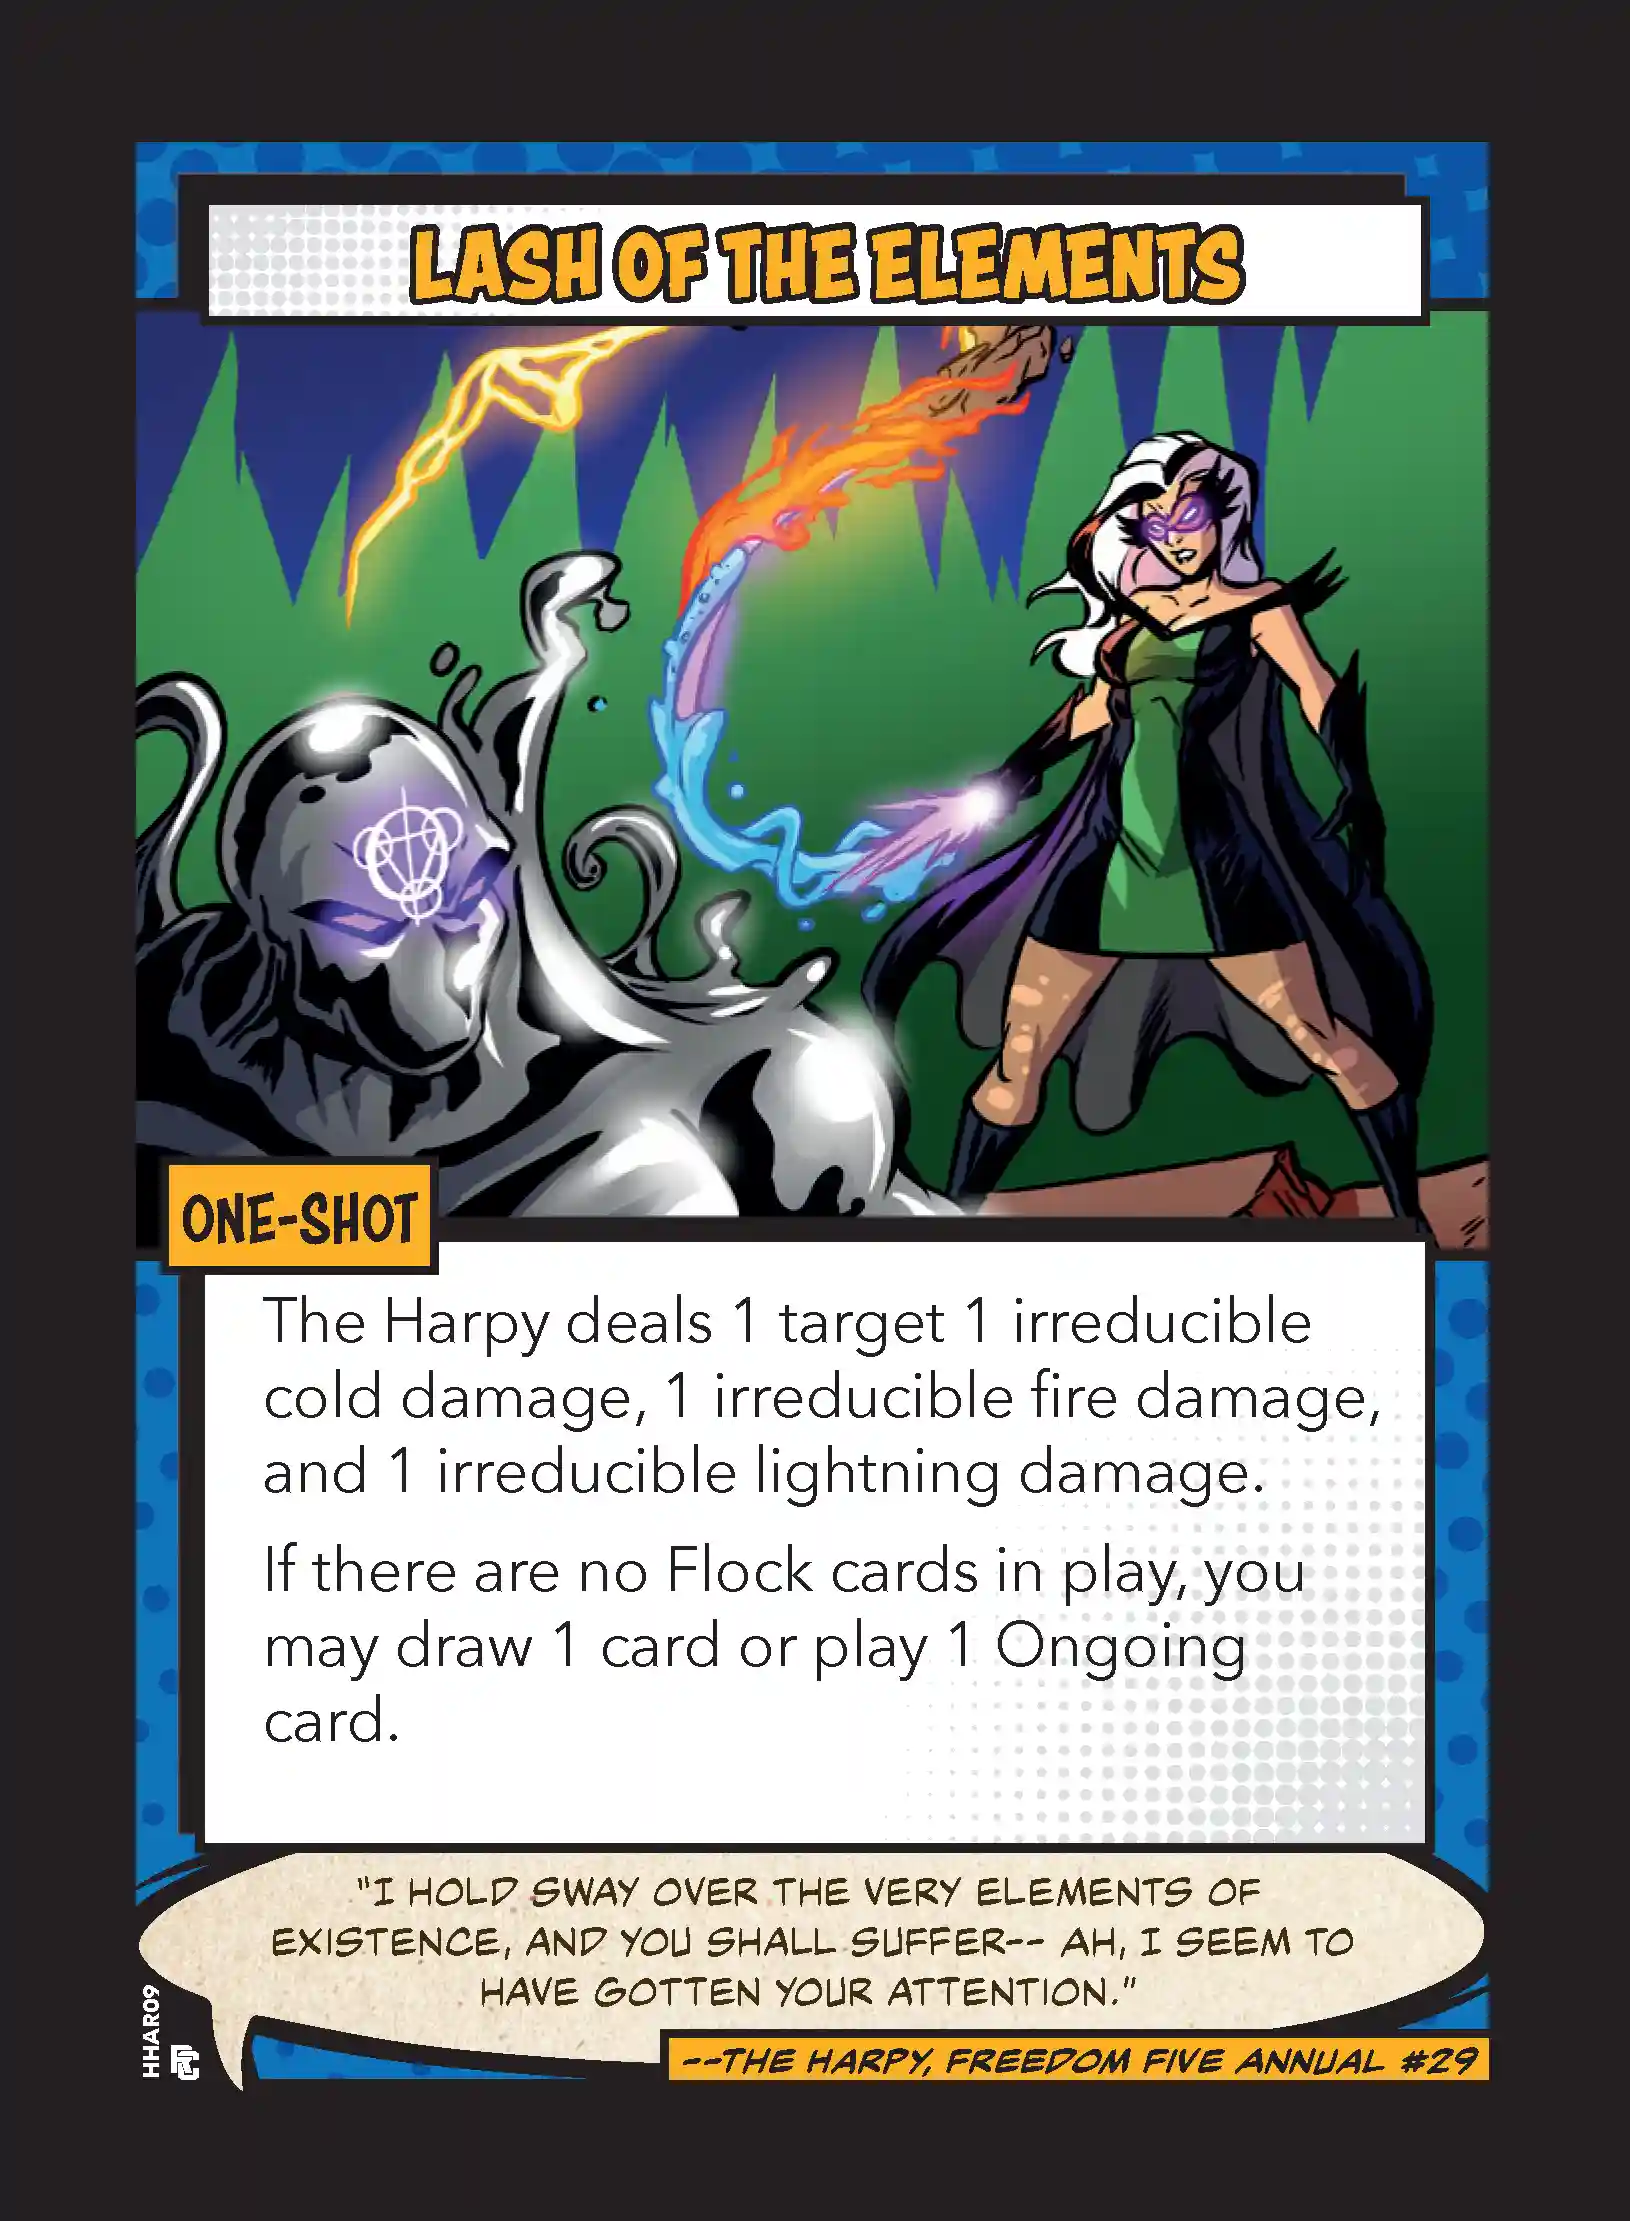 LASH OF THE ELEMENTS
ONE-SHOT
The Harpy deals 1 target 1 irreducible
cold damage, 1 irreducible fire damage,
and 1 irreducible lightning damage.
If there are no Flock cards in play, you
may draw 1 card or play 1 Ongoing
card.
"I HOLD SWAY OVER THE VERY ELEMENTS OF
EXISTENCE, AND YOU SHALL SUFFER-- AH, I SEEM TO
HAVE GOTTEN YOUR ATTENTION."
--THE HARPY, FREEDOM FIVE ANNUAL #29
HHAR09